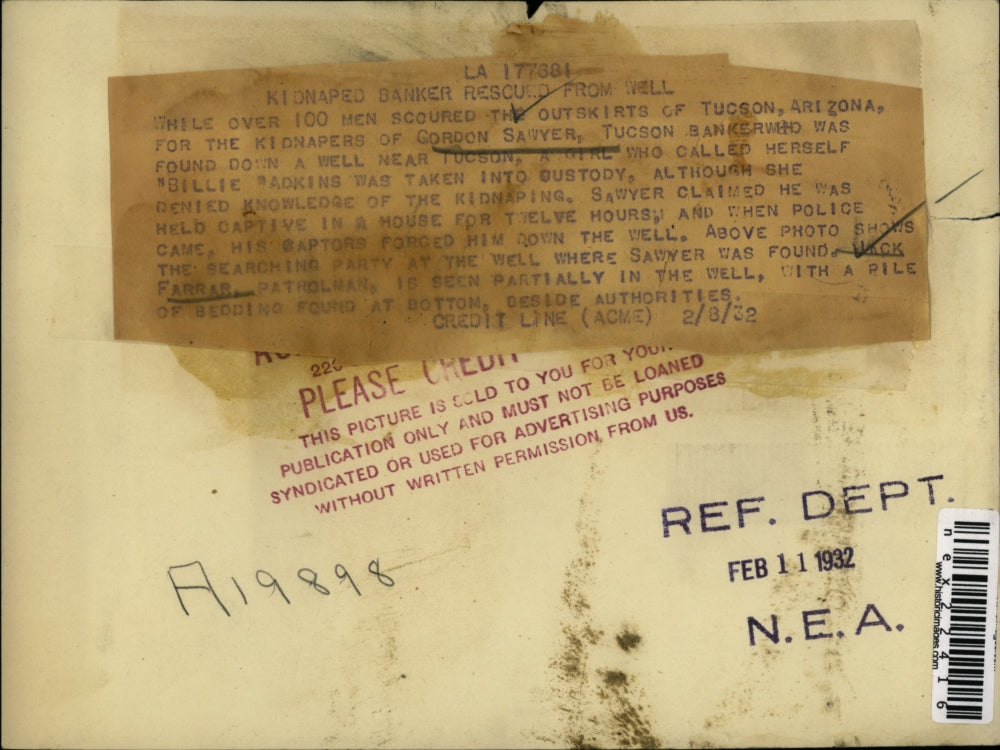 LA 177681
KIDNAPED BANKER RESCUED FROM WELL
WHILE OVER 100 MEN SCOURED THE OUTSKIRTS OF TUCSON, ARIZONA,
FOR THE KIDNAPERS OF GORDON SAWYER, TUCSON BANKERWHO WAS
FOUND DOWN A WELL NEAR TUCSON, A GIRL WHO CALLED HERSELF
"BILLIE "ADKINS WAS TAKEN INTO CUSTODY, ALTHOUGH SHE
DENIED KNOWLEDGE OF THE KIDNAPING. SAWYER CLAIMED HE WAS
HELD CAPTIVE IN A HOUSE FOR TWELVE HOURS, AND WHEN POLICE
CAME, HIS CAPTORS FORCED HIM DOWN THE WELL. ABOVE PHOTO SHOWS
THE SEARCHING PARTY AT THE WELL WHERE SAWYER WAS FOUND. JACK
FARRAR, PATROLMAN, IS SEEN PARTIALLY IN THE WELL, WITH A PILE
OF BEDDING FOUND AT BOTTOM, BESIDE AUTHORITIES.
CREDIT LINE (ACME) 2/8/32
PLEASE CREDIT
THIS PICTURE IS SOLD TO YOU FOR YOUR
PUBLICATION ONLY AND MUST NOT BE LOANED
SYNDICATED OR USED FOR ADVERTISING PURPOSES
WITHOUT WRITTEN PERMISSION FROM US.
REF. DEPT.
FEB 11 1932
N.E.A.
A19898
nex22416
www.historicimages.com